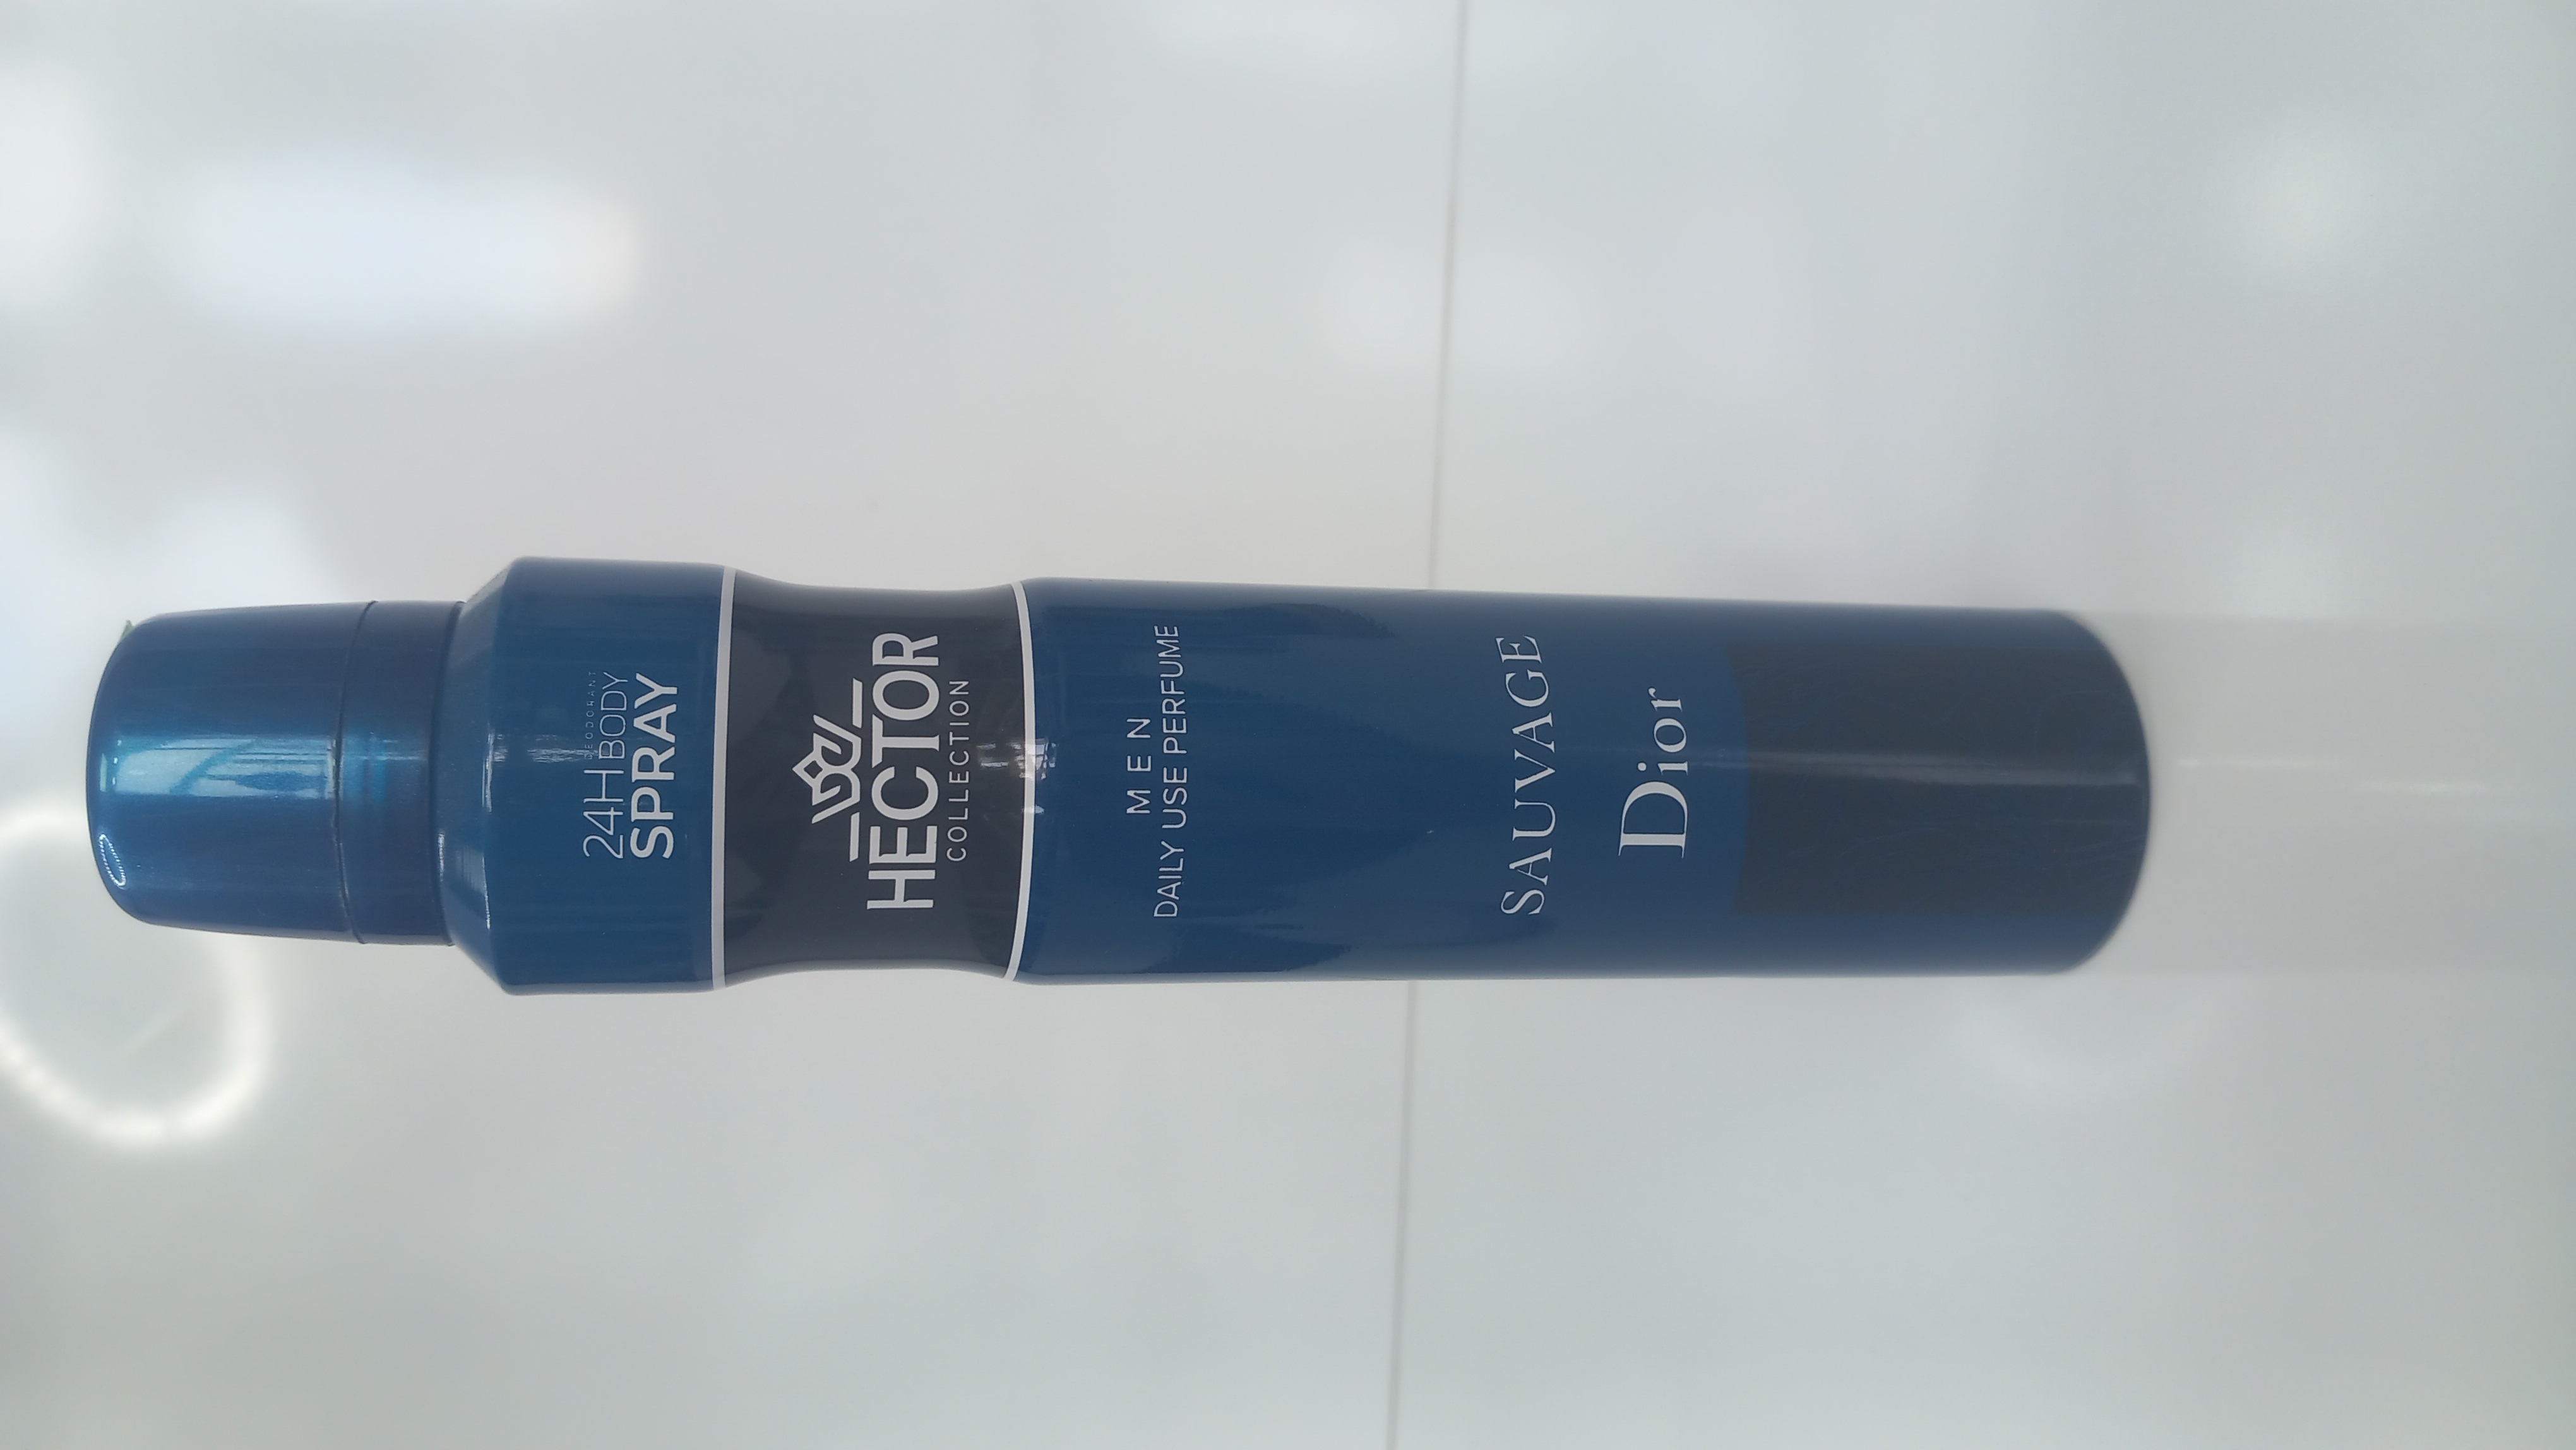 DEODORANT
24H BODY
SPRAY
HECTOR
COLLECTION
MEN
DAILY USE PERFUME
SAUVAGE
Dior